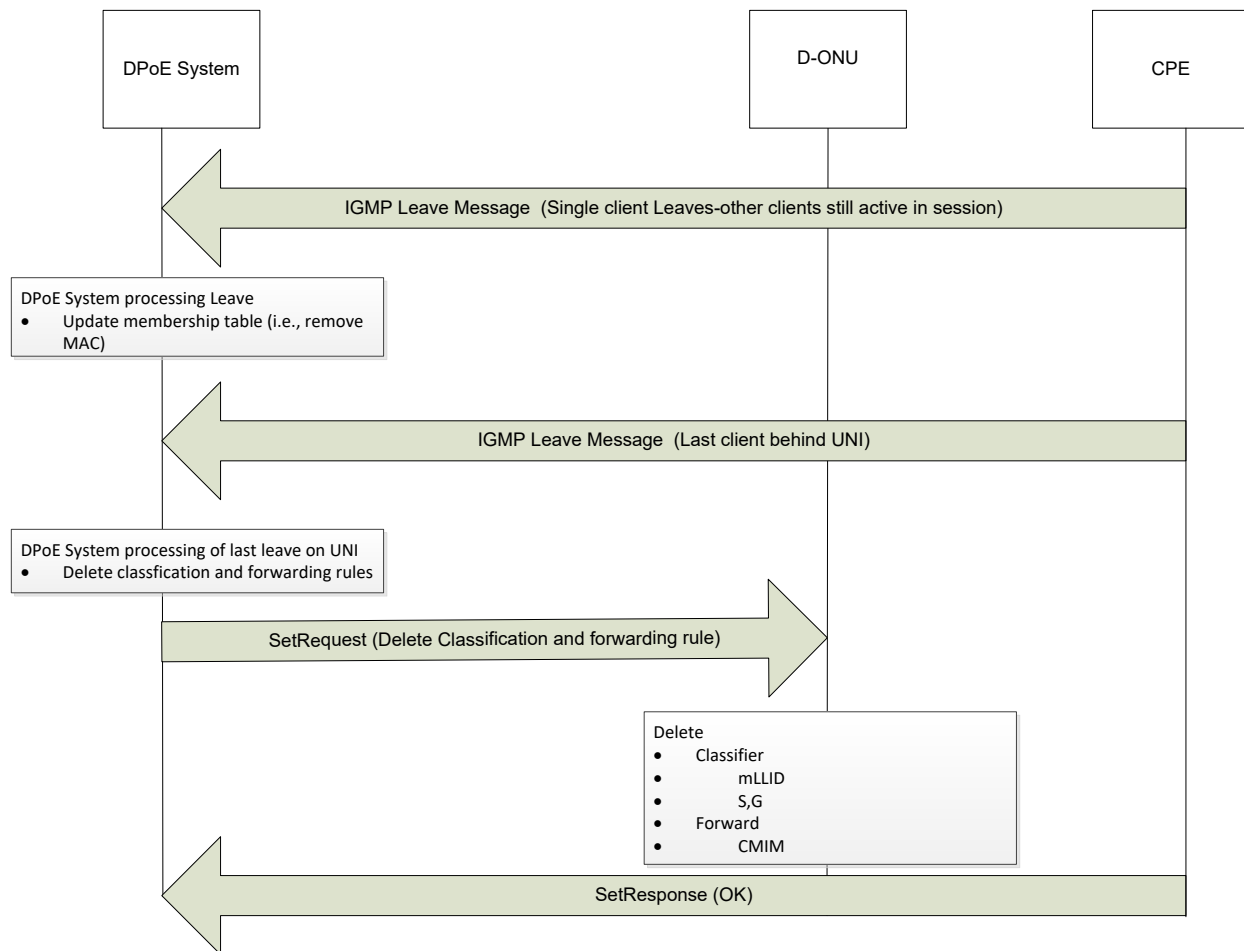 DPoE System
D-ONU
CPE
IGMP Leave Message  (Single client Leaves-other clients still active in session)
DPoE System processing Leave
• Update membership table (i.e., remove
MAC)
IGMP Leave Message  (Last client behind UNI)
DPoE System processing of last leave on UNI
• Delete classfication and forwarding rules
SetRequest (Delete Classification and forwarding rule)
Delete
• Classifier
• mLLID
• S,G
• Forward
• CMIM
SetResponse (OK)